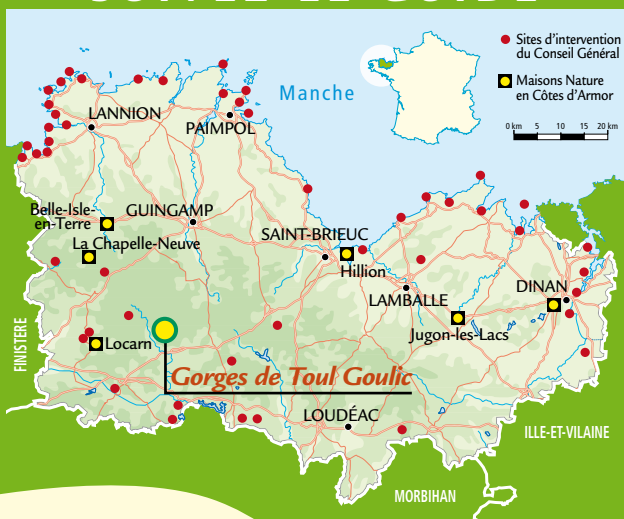 Sites d'intervention
du Conseil Général
Maisons Nature
en Côtes d'Armor
0 km 5 10 15 20 km
Manche
LANNION
PAIMPOL
Belle-Isle-
en-Terre
GUINGAMP
La Chapelle-Neuve
SAINT-BRIEUC
Hillion
LAMBALLE
DINAN
Jugon-les-Lacs
FINISTERE
Locarn
Gorges de Toul Goulic
LOUDÉAC
ILLE-ET-VILAINE
MORBIHAN